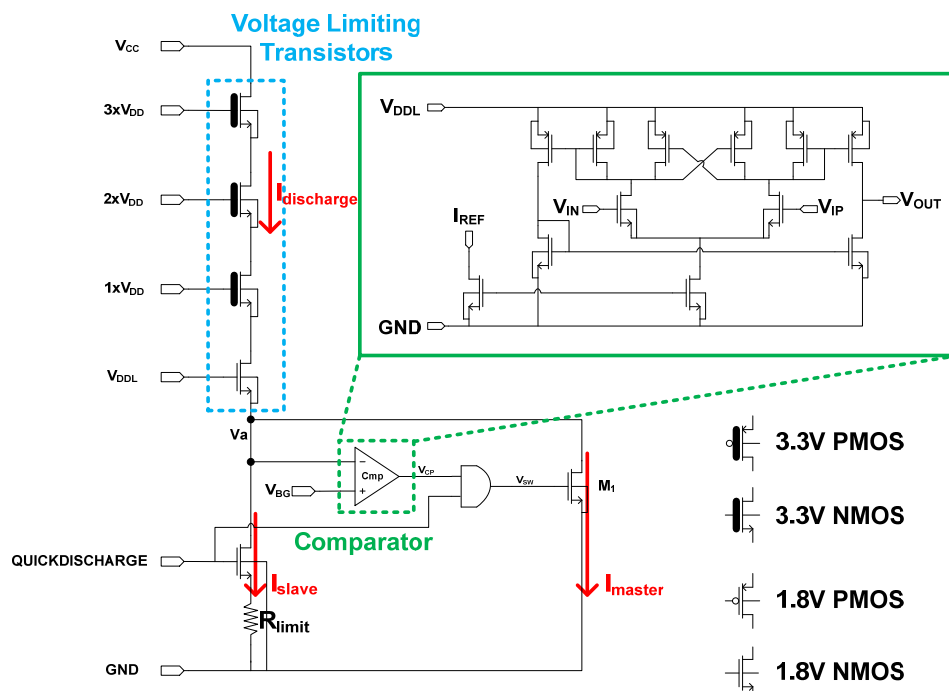 Voltage Limiting
Transistors
VCC
3xVDD
2xVDD
1xVDD
VDDL
Idischarge
VDDL
VIN
VIP
VOUT
IREF
GND
Va
Cmp
−
+
VCP
VSW
M1
VBG
Comparator
QUICKDISCHARGE
Islave
Imaster
Rlimit
GND
3.3V PMOS
3.3V NMOS
1.8V PMOS
1.8V NMOS